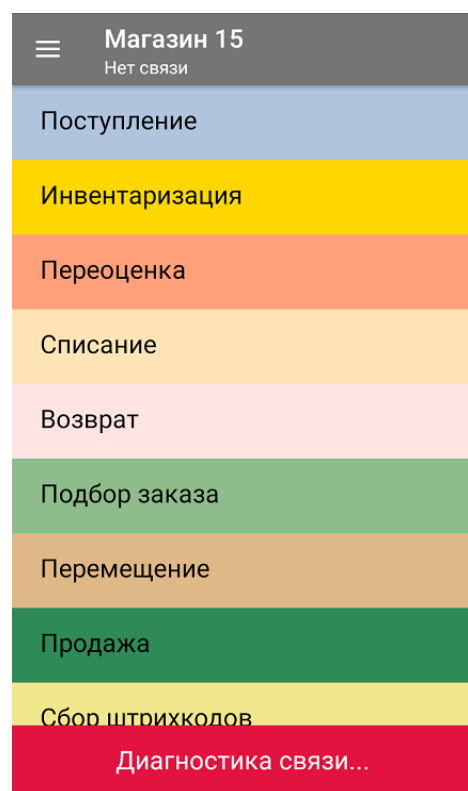 Магазин 15
Нет связи
Поступление
Инвентаризация
Переоценка
Списание
Возврат
Подбор заказа
Перемещение
Продажа
Сбор штрихкодов
Диагностика связи...